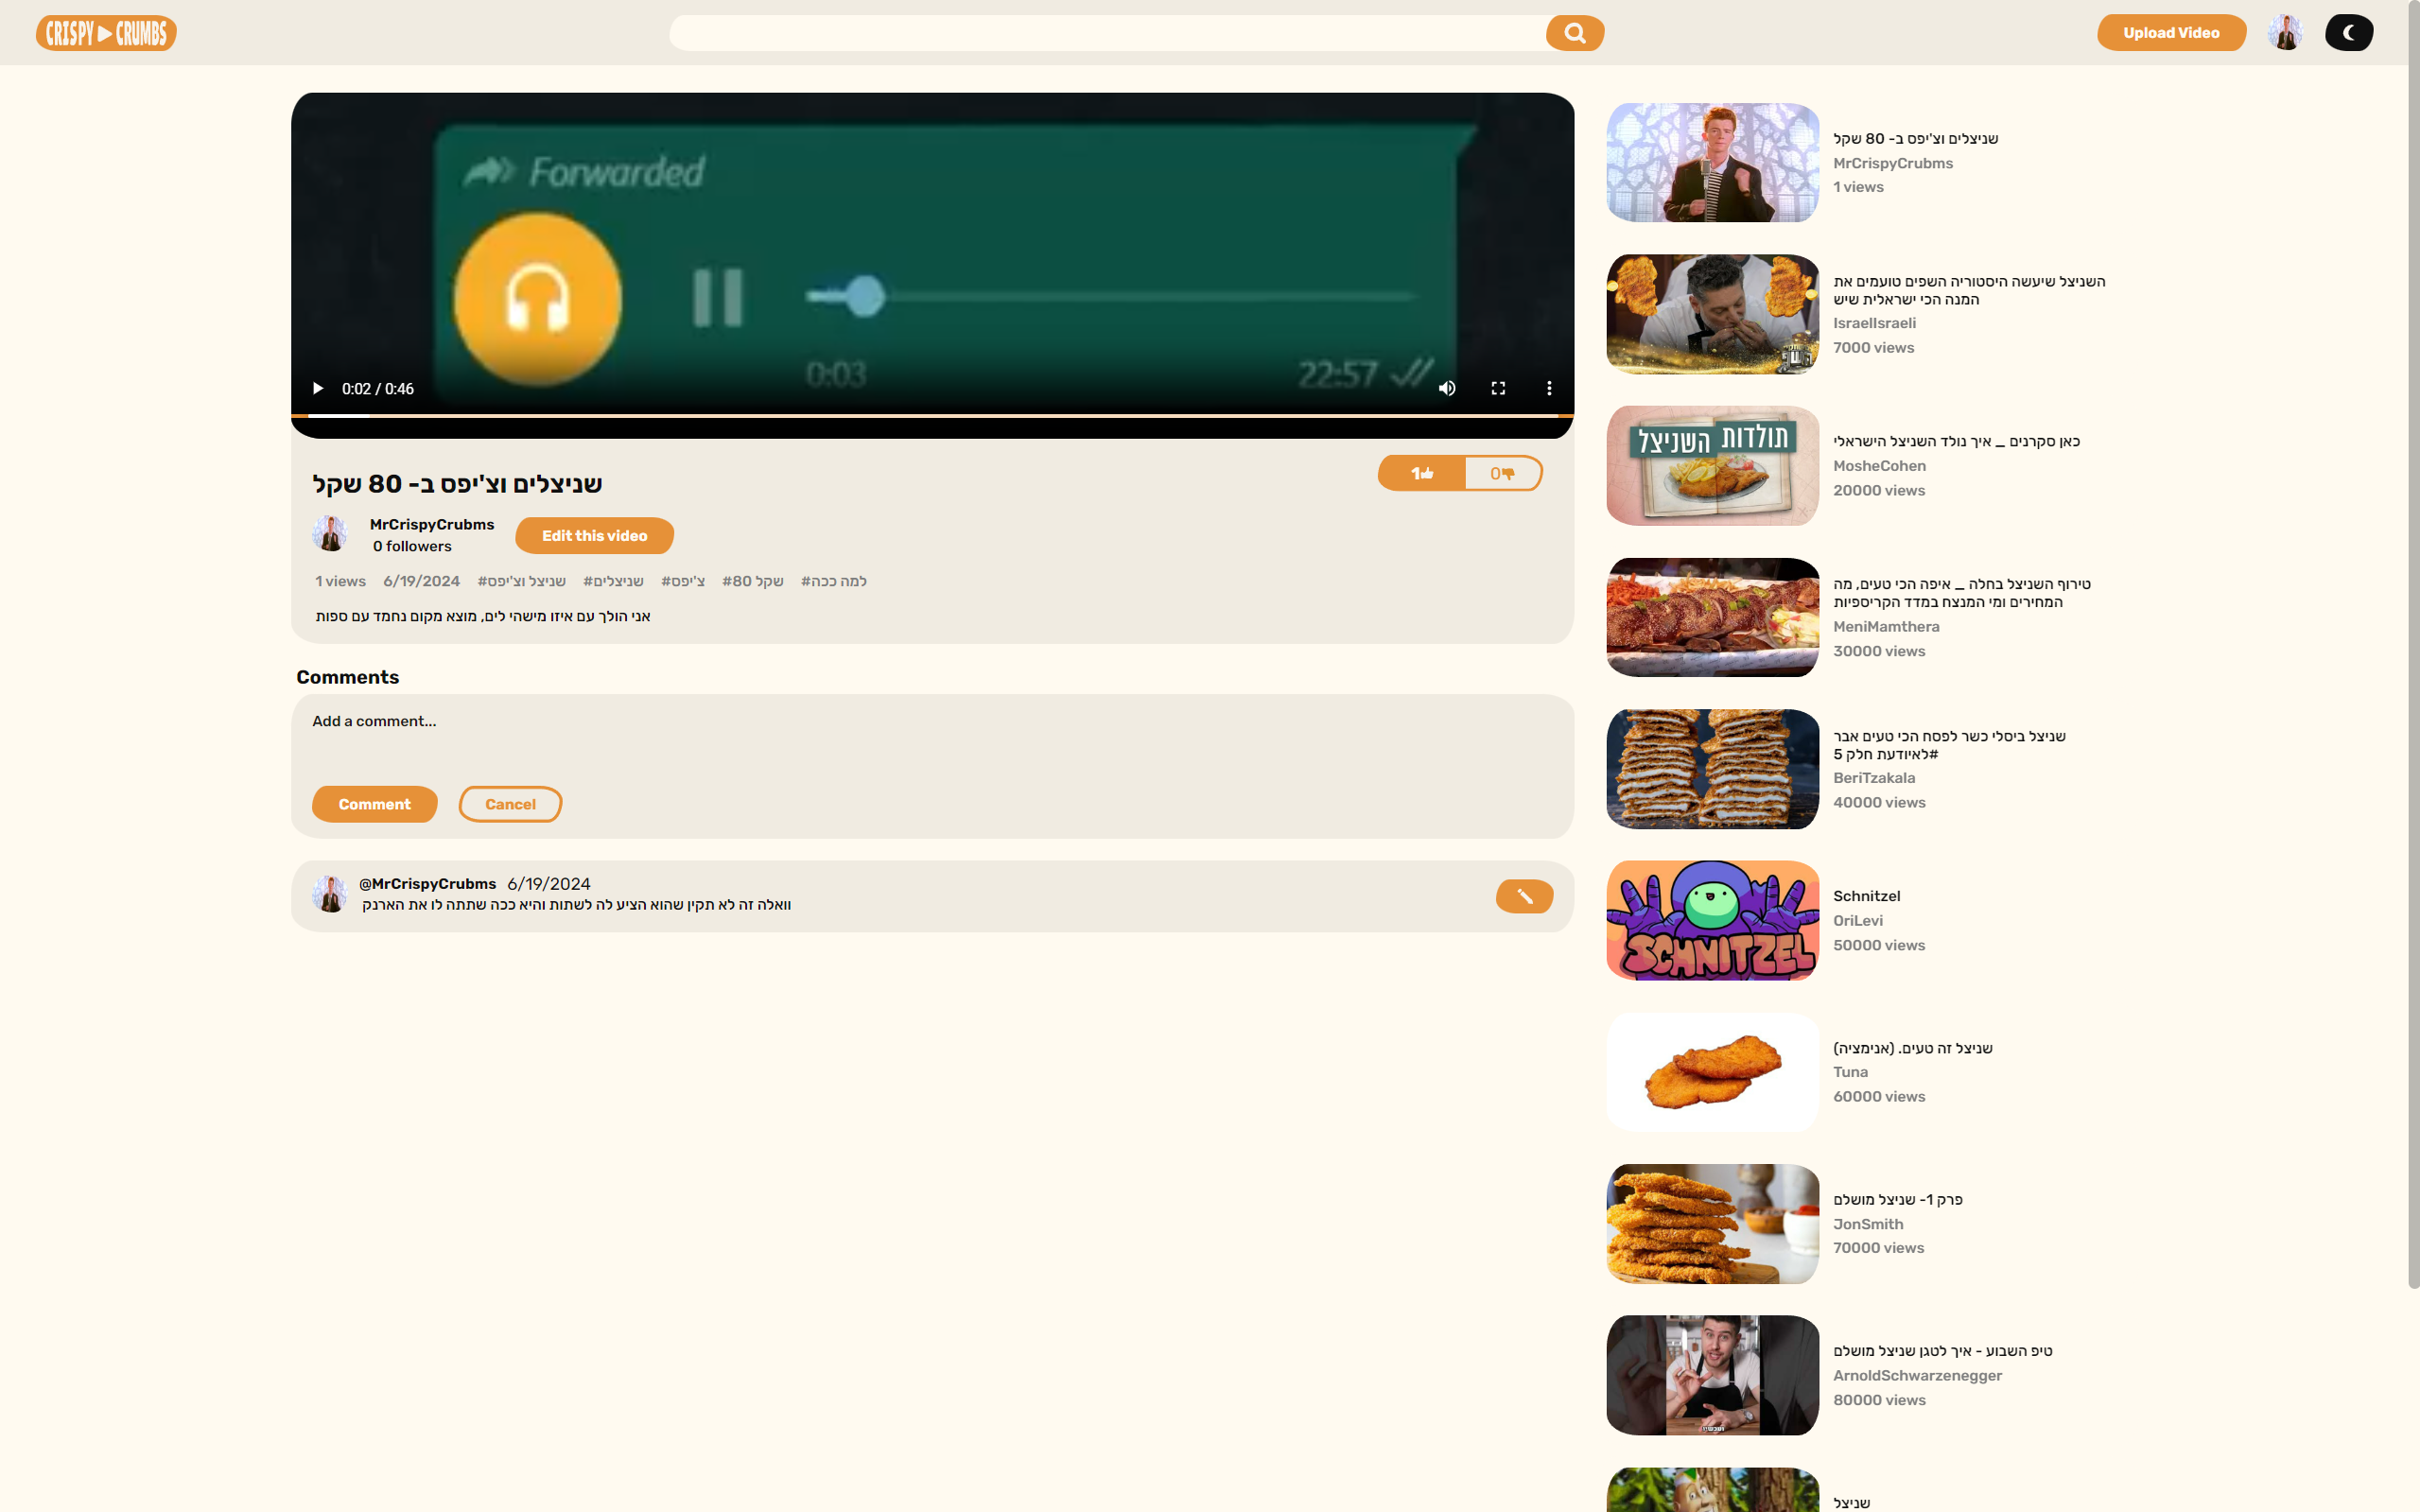 CRISPY CRUMBS
Upload Video
Forwarded
0:03
22:57
0:02 / 0:46
שניצלים וצ'יפס ב- 80 שקל
1
0
MrCrispyCrubms
0 followers
Edit this video
1 views 6/19/2024 #שניצל וצ'יפס #שניצלים #צ'יפס #80 שקל #למה ככה
אני הולך עם איזו מישהי לים, מוצא מקום נחמד עם ספות
Comments
Add a comment...
Comment
Cancel
@MrCrispyCrubms 6/19/2024
וואלה זה לא תקין שהוא הציע לה לשתות והיא ככה שתתה לו את הארנק
שניצלים וצ'יפס ב- 80 שקל
MrCrispyCrubms
1 views
השניצל שיעשה היסטוריה השפים טועמים את
המנה הכי ישראלית שיש
IsraelIsraeli
7000 views
תולדות השניצל
כאן סקרנים _ איך נולד השניצל הישראלי
MosheCohen
20000 views
טירוף השניצל בחלה _ איפה הכי טעים, מה
המחירים ומי המנצח במדד הקריספיות
MeniMamthera
30000 views
שניצל ביסלי כשר לפסח הכי טעים אבר
#לאיודעת חלק 5
BeriTzakala
40000 views
SCHNITZEL
Schnitzel
OriLevi
50000 views
שניצל זה טעים. (אנימציה)
Tuna
60000 views
פרק 1- שניצל מושלם
JonSmith
70000 views
טיפ השבוע - איך לטגן שניצל מושלם
ArnoldSchwarzenegger
80000 views
שניצל